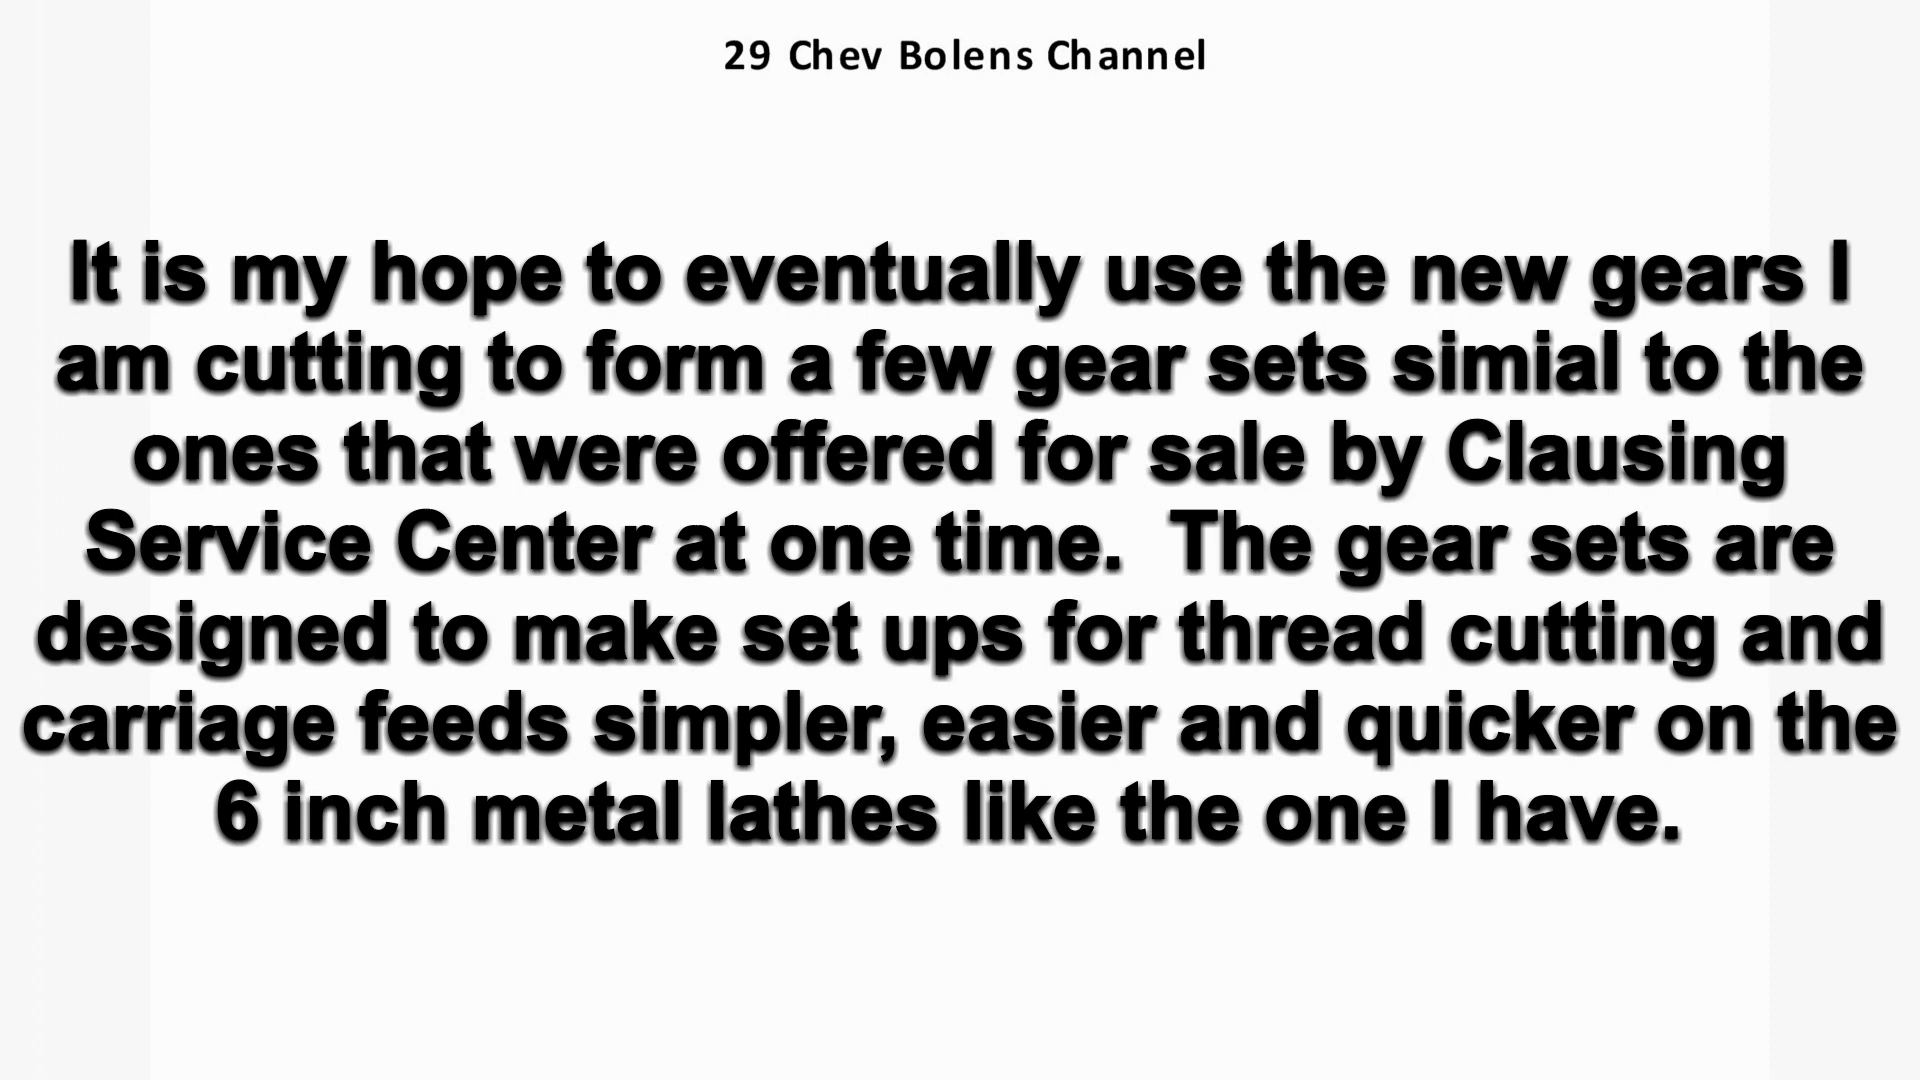 29 Chev Bolens Channel
It is my hope to eventually use the new gears I
am cutting to form a few gear sets simial to the
ones that were offered for sale by Clausing
Service Center at one time.  The gear sets are
designed to make set ups for thread cutting and
carriage feeds simpler, easier and quicker on the
6 inch metal lathes like the one I have.